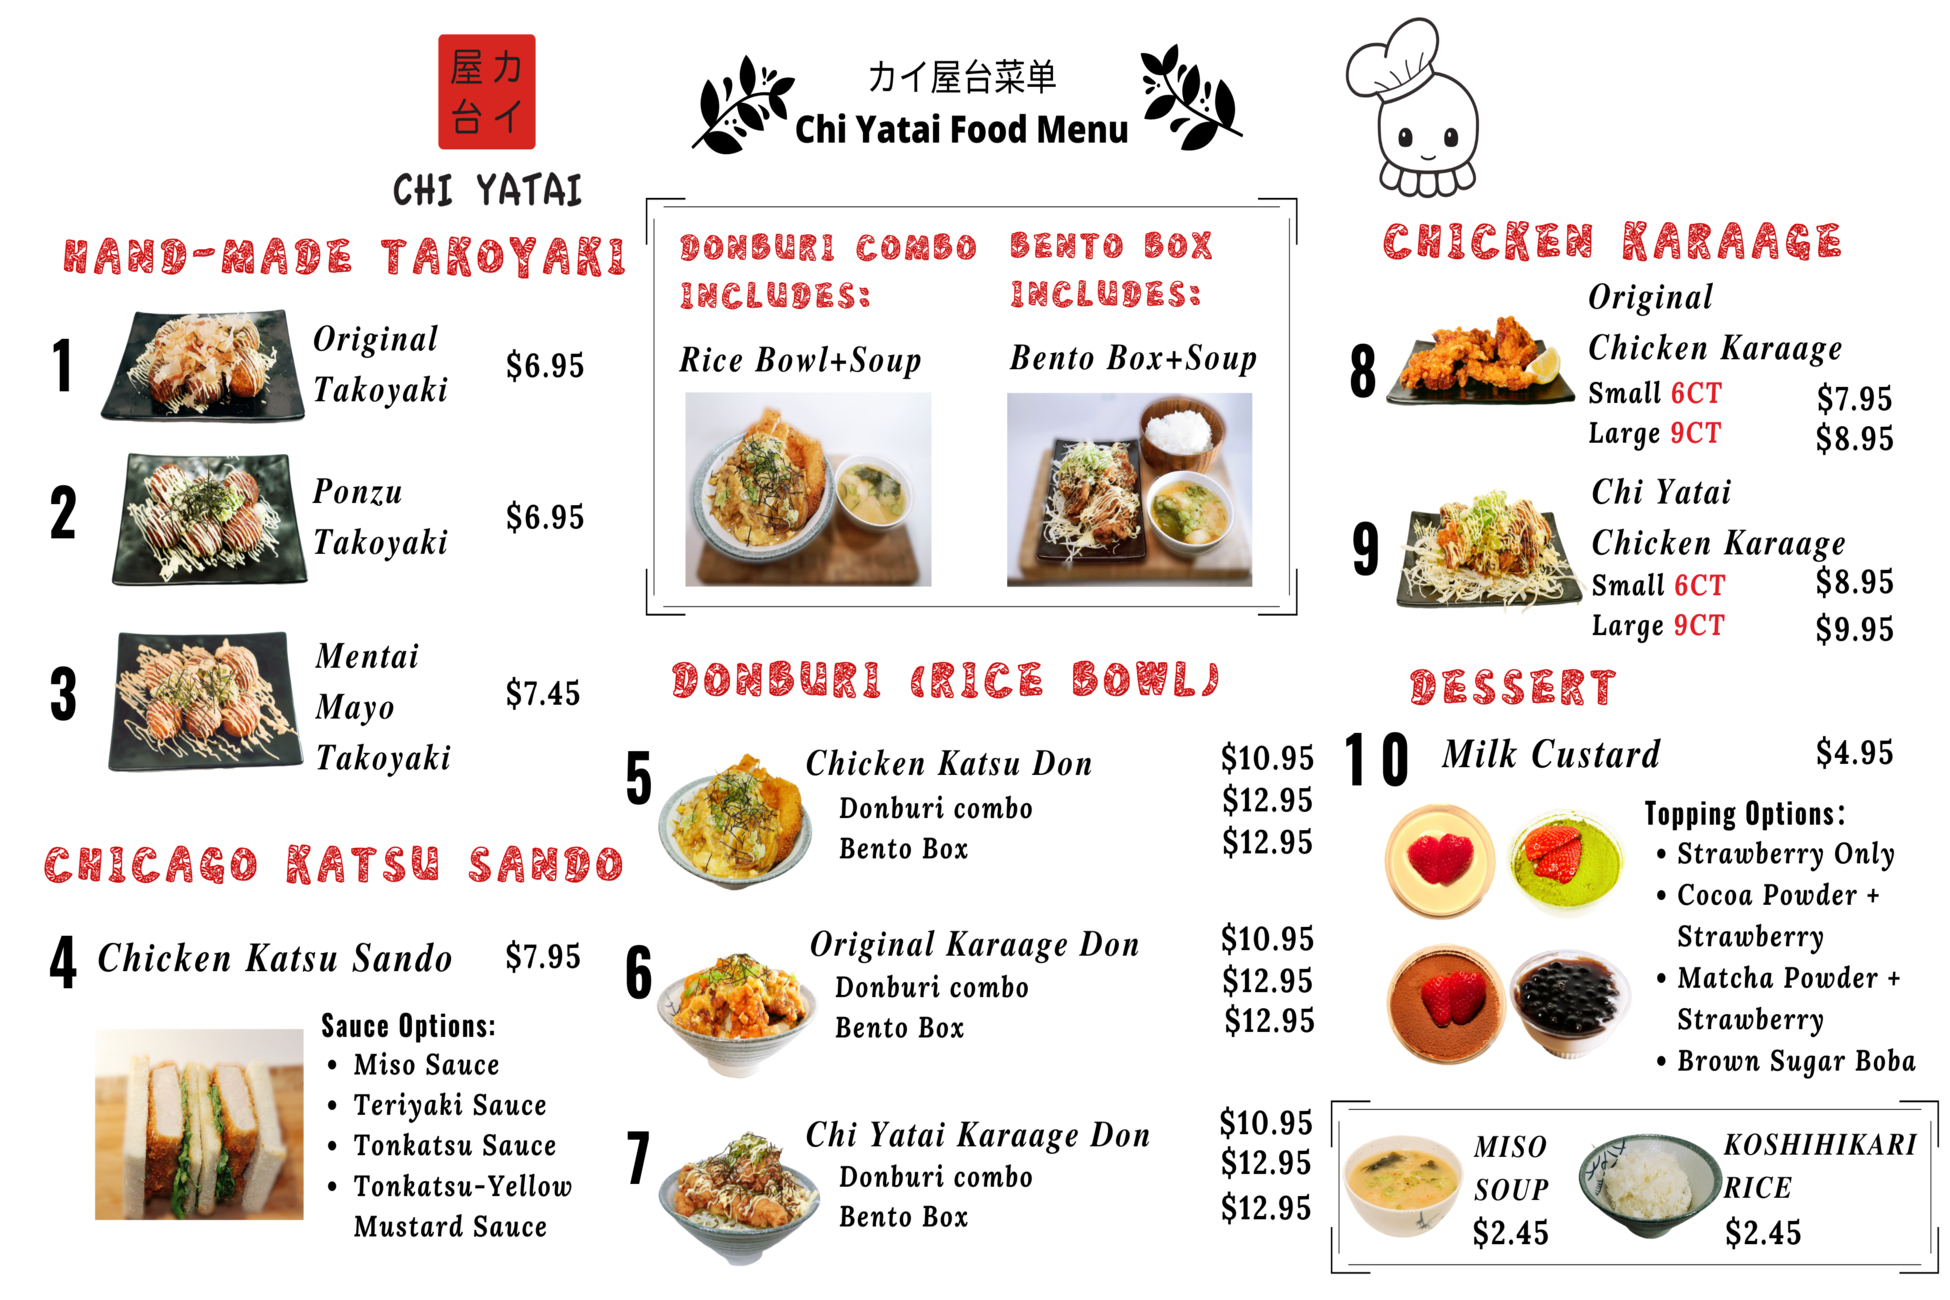 屋カ
台イ
CHI YATAI
カイ屋台菜单
Chi Yatai Food Menu
HAND-MADE TAKOYAKI
1
Original
Takoyaki
$6.95
2
Ponzu
Takoyaki
$6.95
3
Mentai
Mayo
Takoyaki
$7.45
CHICAGO KATSU SANDO
4 Chicken Katsu Sando $7.95
Sauce Options:
• Miso Sauce
• Teriyaki Sauce
• Tonkatsu Sauce
• Tonkatsu-Yellow
Mustard Sauce
DONBURI COMBO
INCLUDES:
Rice Bowl+Soup
BENTO BOX
INCLUDES:
Bento Box+Soup
DONBURI (RICE BOWL)
5
Chicken Katsu Don $10.95
Donburi combo $12.95
Bento Box $12.95
6
Original Karaage Don $10.95
Donburi combo $12.95
Bento Box $12.95
7
Chi Yatai Karaage Don $10.95
Donburi combo $12.95
Bento Box $12.95
CHICKEN KARAAGE
8
Original
Chicken Karaage
Small 6CT $7.95
Large 9CT $8.95
9
Chi Yatai
Chicken Karaage
Small 6CT $8.95
Large 9CT $9.95
DESSERT
10 Milk Custard $4.95
Topping Options:
• Strawberry Only
• Cocoa Powder +
Strawberry
• Matcha Powder +
Strawberry
• Brown Sugar Boba
MISO
SOUP
$2.45
KOSHIHIKARI
RICE
$2.45